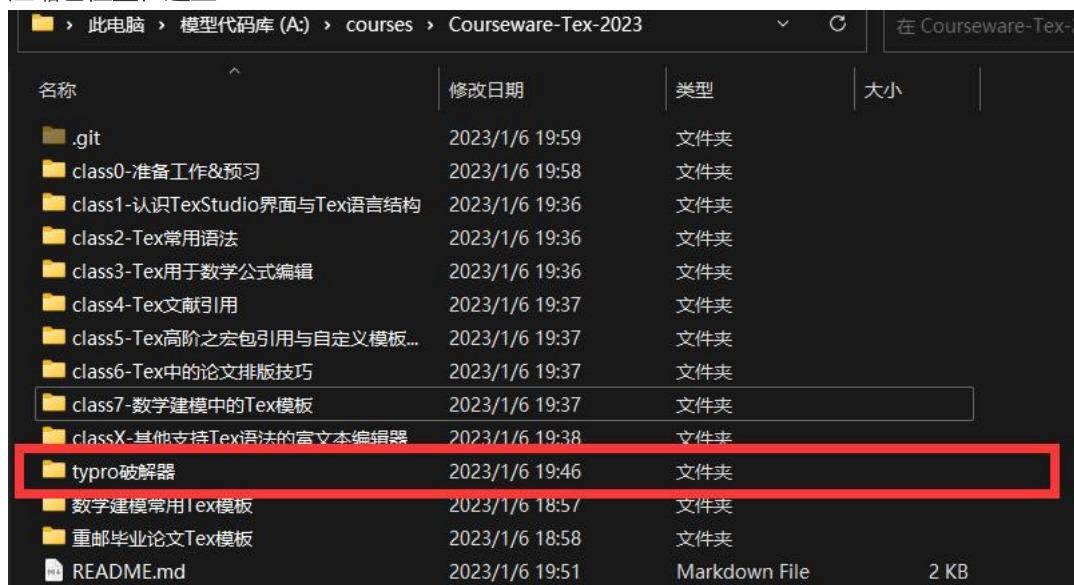 此电脑 › 模型代码库 (A:) › courses › Courseware-Tex-2023 在 Courseware-Tex-
名称 修改日期 类型 大小
.git 2023/1/6 19:59 文件夹
class0-准备工作&预习 2023/1/6 19:58 文件夹
class1-认识TexStudio界面与Tex语言结构 2023/1/6 19:36 文件夹
class2-Tex常用语法 2023/1/6 19:36 文件夹
class3-Tex用于数学公式编辑 2023/1/6 19:36 文件夹
class4-Tex文献引用 2023/1/6 19:37 文件夹
class5-Tex高阶之宏包引用与自定义模板... 2023/1/6 19:37 文件夹
class6-Tex中的论文排版技巧 2023/1/6 19:37 文件夹
class7-数学建模中的Tex模板 2023/1/6 19:37 文件夹
classX-其他支持Tex语法的富文本编辑器 2023/1/6 19:38 文件夹
typro破解器 2023/1/6 19:46 文件夹
数学建模常用Tex模板 2023/1/6 18:57 文件夹
重邮毕业论文Tex模板 2023/1/6 18:58 文件夹
README.md 2023/1/6 19:51 Markdown File 2 KB